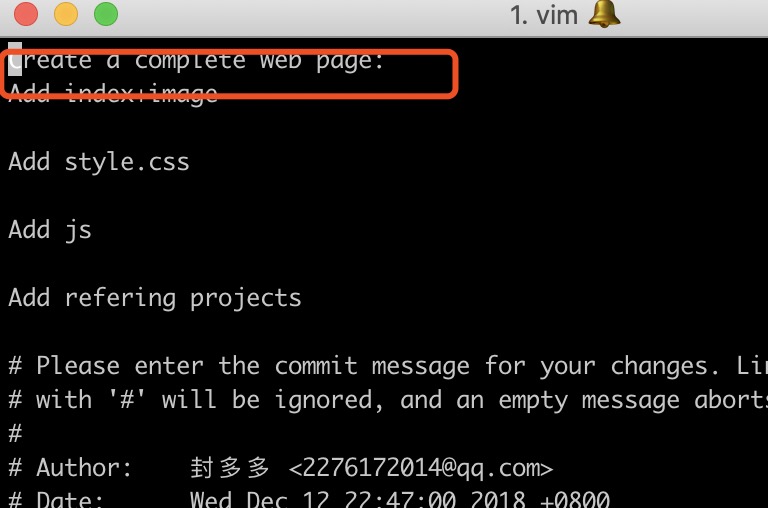 1. vim 🔔
Create a complete web page:
Add index+image
Add style.css
Add js
Add refering projects
# Please enter the commit message for your changes. Lin
# with '#' will be ignored, and an empty message aborts
#
# Author: 封多多 <2276172014@qq.com>
# Date: Wed Dec 12 22:47:00 2018 +0800